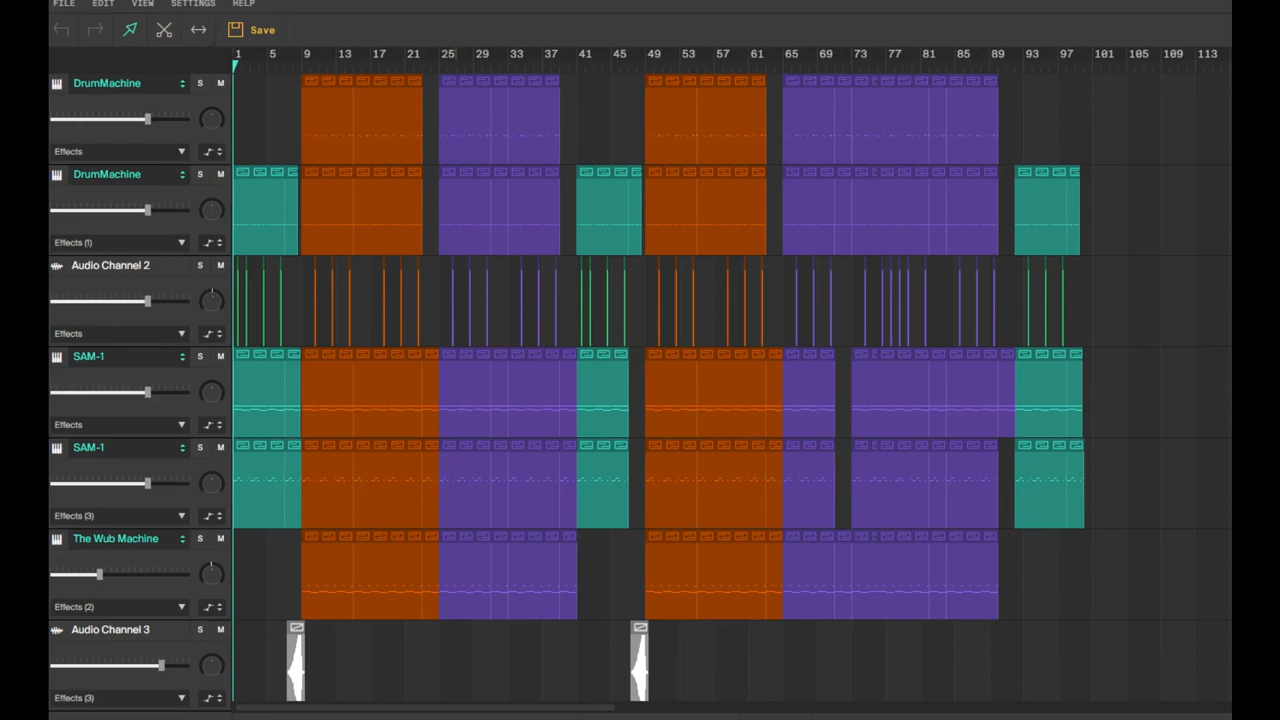 FILE EDIT VIEW SETTINGS HELP
Save
1 5 9 13 17 21 25 29 33 37 41 45 49 53 57 61 65 69 73 77 81 85 89 93 97 101 105 109 113
DrumMachine S M
Effects
DrumMachine S M
Effects (1)
Audio Channel 2 S M
Effects
SAM-1 S M
Effects
SAM-1 S M
Effects (3)
The Wub Machine S M
Effects (2)
Audio Channel 3 S M
Effects (3)